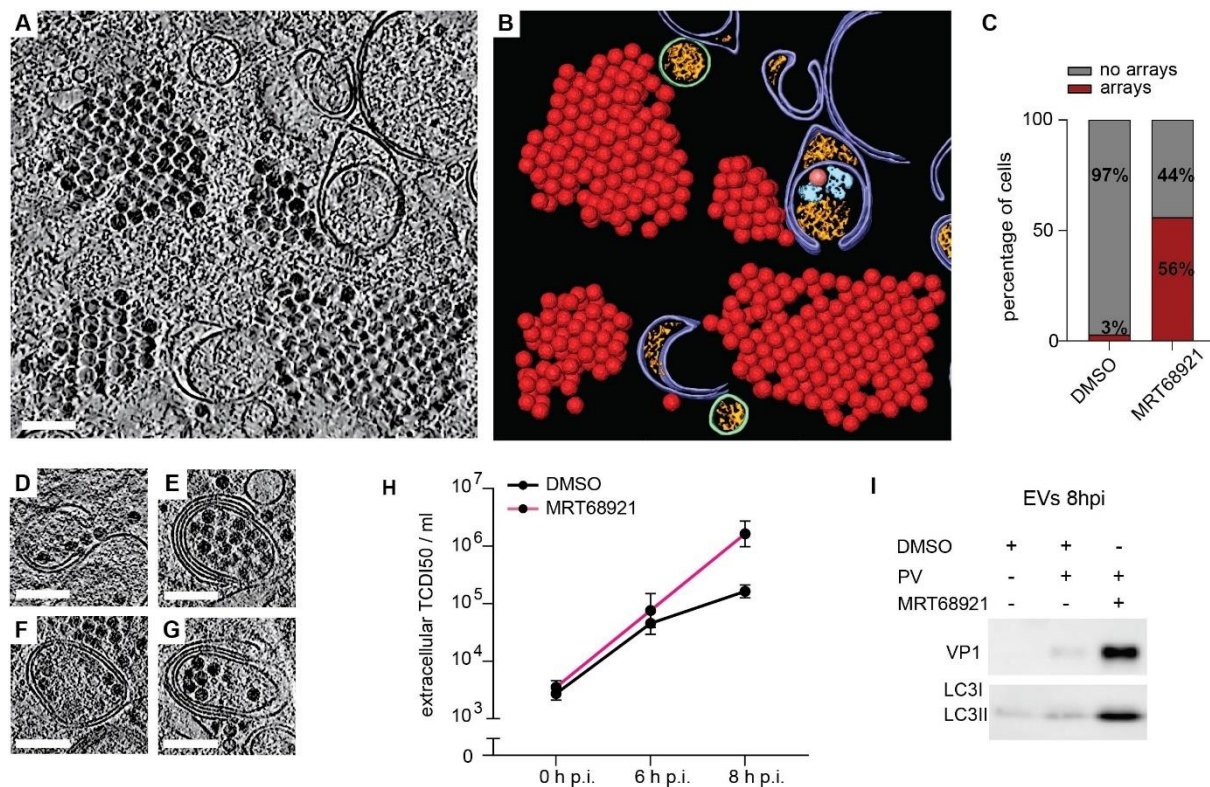 A
B
C
no arrays
arrays
percentage of cells
100
50
0
97%
3%
44%
56%
DMSO
MRT68921
D
E
F
G
H
DMSO
MRT68921
extracellular TCDI50 / ml
10^7
10^6
10^5
10^4
10^3
0
0 h p.i.
6 h p.i.
8 h p.i.
I
EVs 8hpi
DMSO + + -
PV - + +
MRT68921 - - +
VP1
LC3I
LC3II